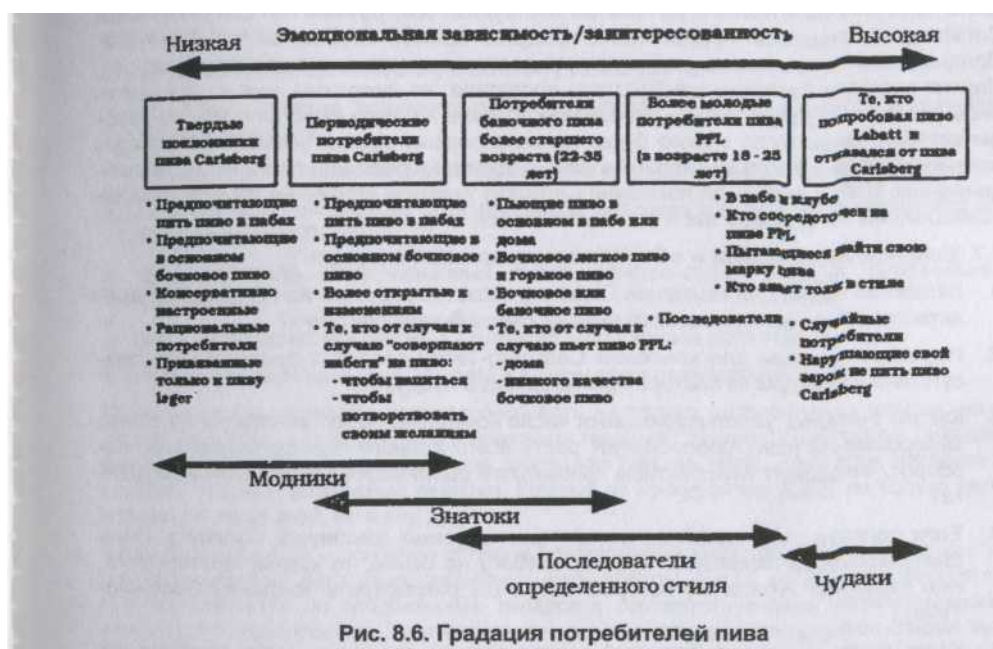 Эмоциональная зависимость/заинтересованность
Низкая
Высокая
Твердые
поклонники
пива Carlsberg
Периодические
потребители
пива Carlsberg
Потребители
баночного пива
более старшего
возраста (22-35
лет)
Более молодые
потребители пива
PPL
(в возрасте 18 - 25
лет)
Те, кто
попробовал пиво
Labatt и
отказался от пива
Carlsberg
• Предпочитающие
пить пиво в пабах
• Предпочитающие
в основном
бочковое пиво
• Консервативно
настроенные
• Рациональные
потребители
только к пиву
lager
• Предпочитающие
пить пиво в пабах
• Предпочитающие в
основном бочковое
пиво
• Более открытые к
изменениям
• Те, кто от случая к
случаю "совершают
набеги" на пиво:
- чтобы
потворствовать
своим желаниям
• Пьющие пиво в
основном в пабе или
дома
• Бочковое легкое пиво
и горькое пиво
• Бочковое или
баночное пиво
• Те, кто от случая к
случаю пьет пиво PPL:
- дома
- низкого качества
бочковое пиво
• В пабе и клубе
• Кто сосредоточен на
пиве PPL
• Пытающиеся найти свою
марку пива
• Кто знает толк в стиле
• Последователи
• Случайные
потребители
• Нарушающие свой
зарок не пить пиво
Carlsberg
Модники
Знатоки
Последователи
определенного стиля
Чудаки
Рис. 8.6. Градация потребителей пива